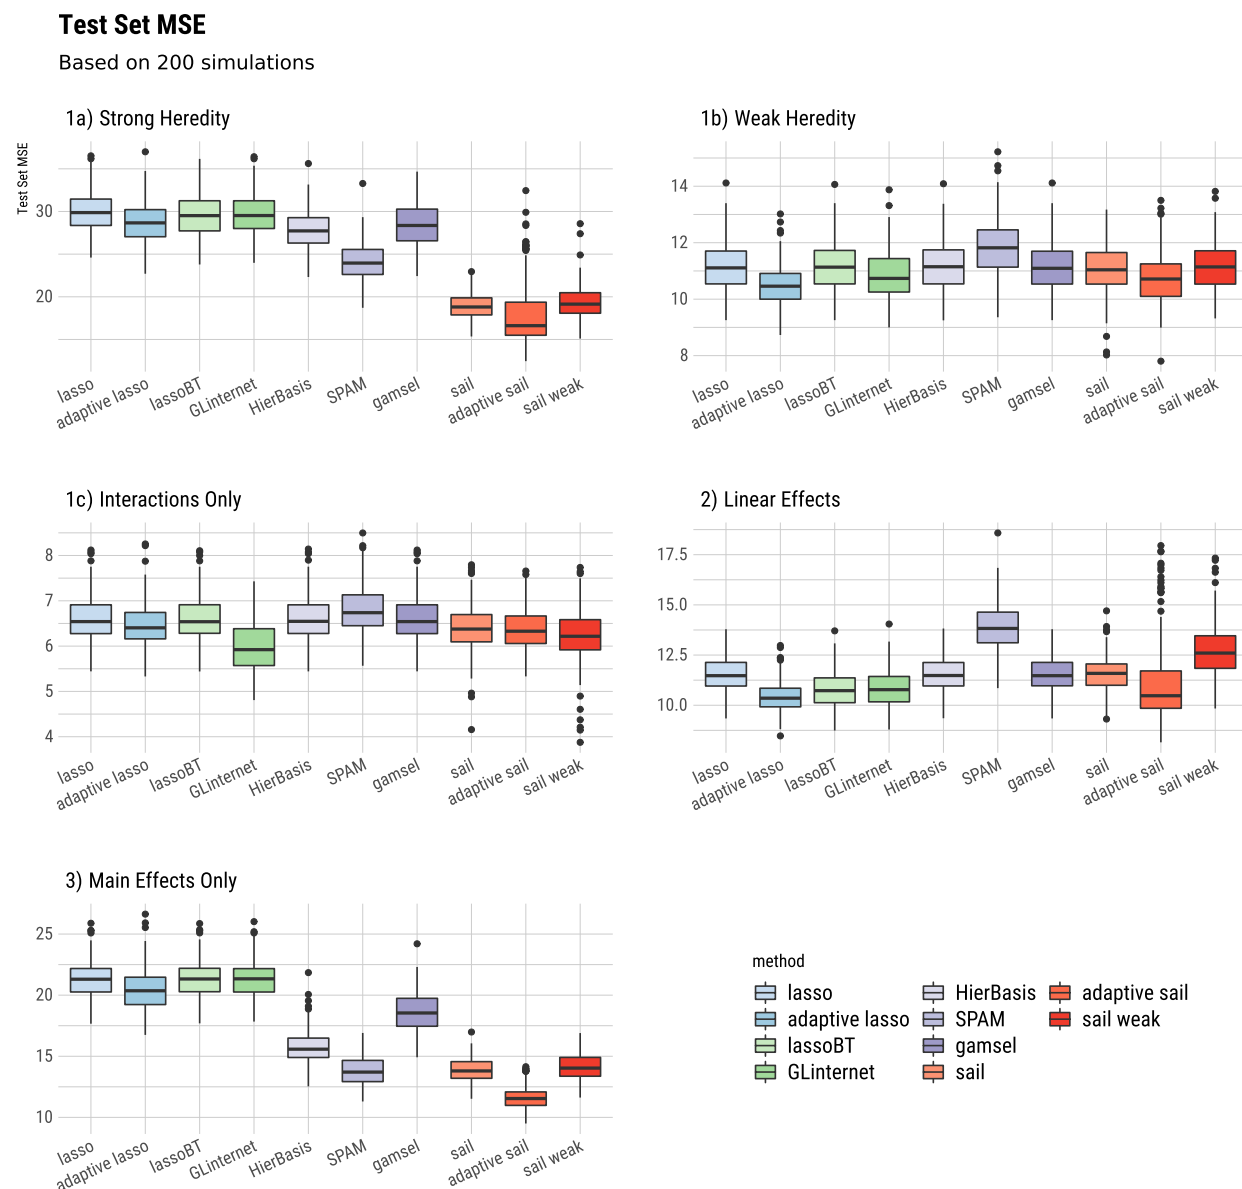 Test Set MSE
Based on 200 simulations
1a) Strong Heredity
Test Set MSE
30
20
lasso
adaptive lasso
lassoBT
GLinternet
HierBasis
SPAM
gamsel
sail
adaptive sail
sail weak
1b) Weak Heredity
14
12
10
8
lasso
adaptive lasso
lassoBT
GLinternet
HierBasis
SPAM
gamsel
sail
adaptive sail
sail weak
1c) Interactions Only
8
7
6
5
4
lasso
adaptive lasso
lassoBT
GLinternet
HierBasis
SPAM
gamsel
sail
adaptive sail
sail weak
2) Linear Effects
17.5
15.0
12.5
10.0
lasso
adaptive lasso
lassoBT
GLinternet
HierBasis
SPAM
gamsel
sail
adaptive sail
sail weak
3) Main Effects Only
25
20
15
10
lasso
adaptive lasso
lassoBT
GLinternet
HierBasis
SPAM
gamsel
sail
adaptive sail
sail weak
method
lasso
adaptive lasso
lassoBT
GLinternet
HierBasis
SPAM
gamsel
sail
adaptive sail
sail weak